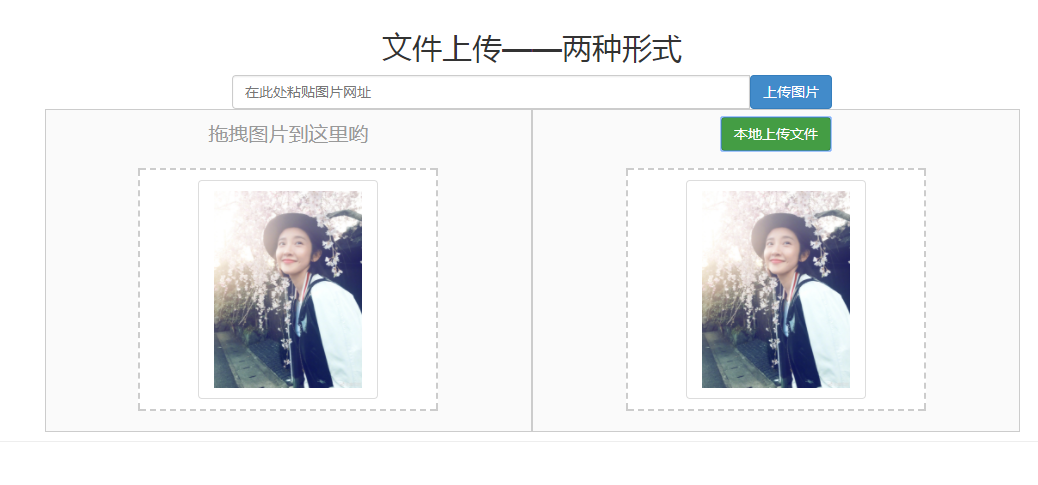 文件上传——两种形式
在此处粘贴图片网址
上传图片
拖拽图片到这里哟
本地上传文件